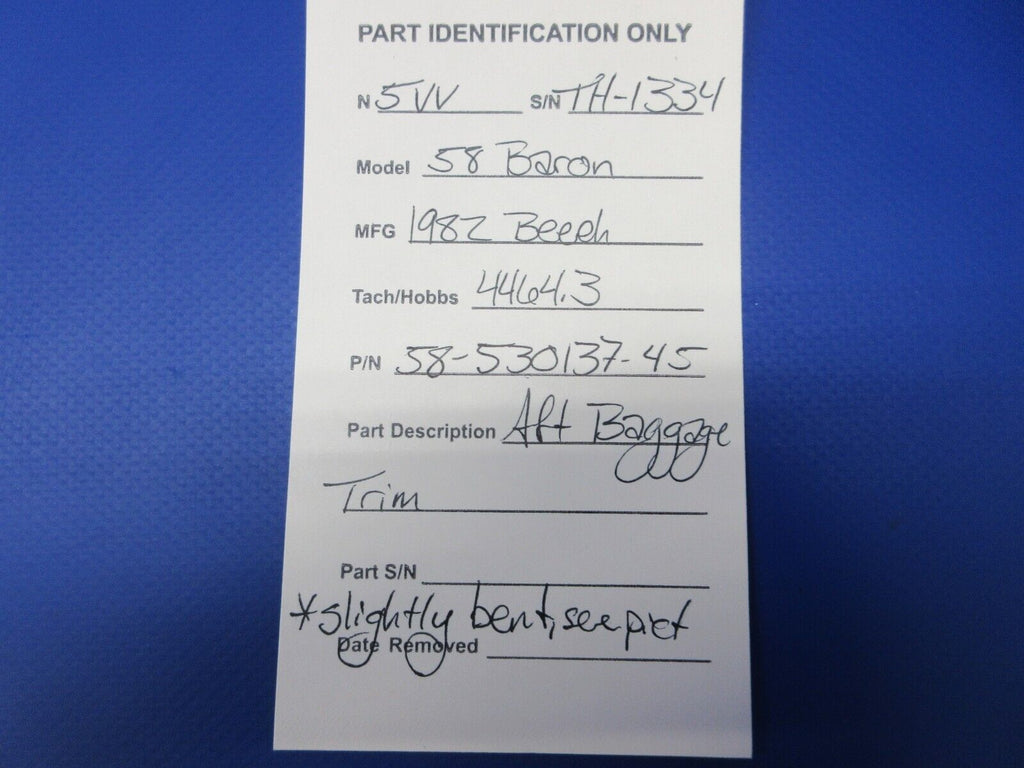 PART IDENTIFICATION ONLY
N 5VV S/N TH-1334
Model 58 Baron
MFG 1982 Beech
Tach/Hobbs 4464.3
P/N 58-530137-45
Part Description Aft Baggage
Trim
Part S/N
*slightly bent, see pict
Date Removed